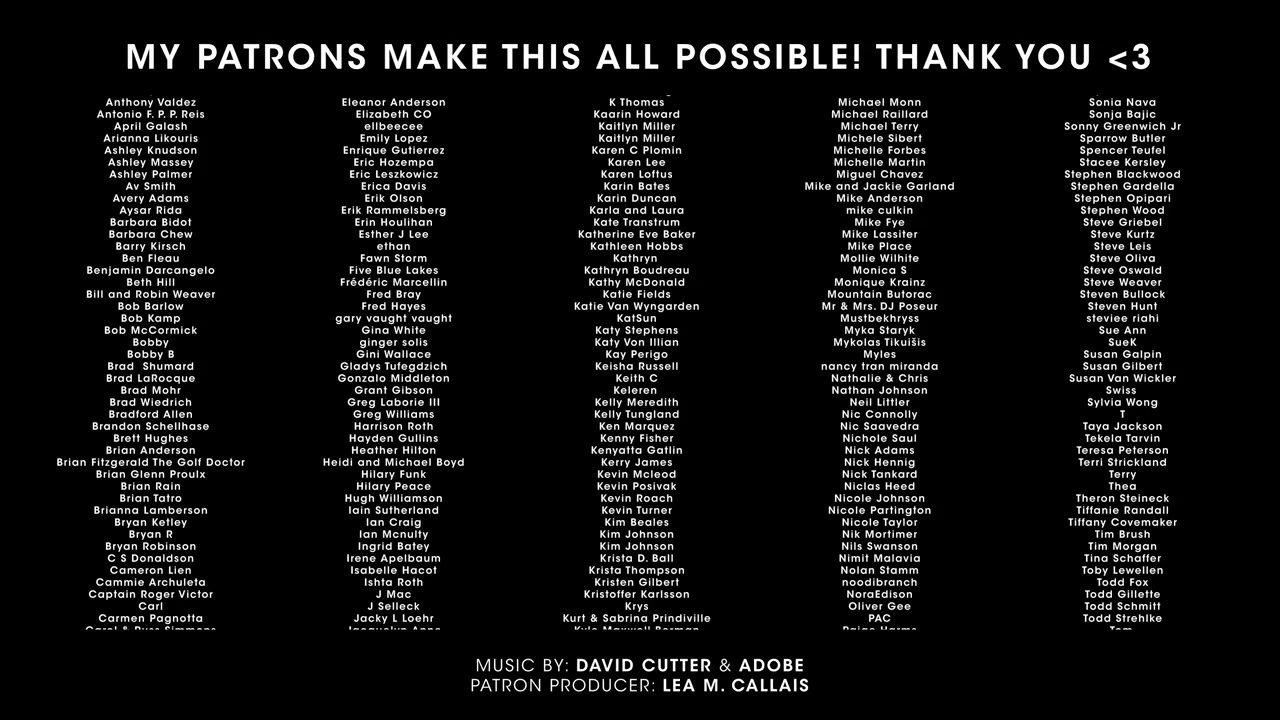 MY PATRONS MAKE THIS ALL POSSIBLE! THANK YOU <3
Anthony Valdez
Antonio F. P. P. Reis
April Galash
Arianna Likouris
Ashley Knudson
Ashley Massey
Ashley Palmer
Av Smith
Avery Adams
Aysar Rida
Barbara Bidot
Barbara Chew
Barry Kirsch
Ben Fleau
Benjamin Darcangelo
Beth Hill
Bill and Robin Weaver
Bob Barlow
Bob Kamp
Bob McCormick
Bobby
Bobby B
Brad  Shumard
Brad LaRocque
Brad Mohr
Brad Wiedrich
Bradford Allen
Brandon Schellhase
Brett Hughes
Brian Anderson
Brian Fitzgerald The Golf Doctor
Brian Glenn Proulx
Brian Rain
Brian Tatro
Brianna Lamberson
Bryan Ketley
Bryan R
Bryan Robinson
C S Donaldson
Cameron Lien
Cammie Archuleta
Captain Roger Victor
Carl
Carmen Pagnotta
Carol & Russ Simmons
Eleanor Anderson
Elizabeth CO
ellbeecee
Emily Lopez
Enrique Gutierrez
Eric Hozempa
Eric Leszkowicz
Erica Davis
Erik Olson
Erik Rammelsberg
Erin Houlihan
Esther J Lee
ethan
Fawn Storm
Five Blue Lakes
Frédéric Marcellin
Fred Bray
Fred Hayes
gary vaught vaught
Gina White
ginger solis
Gini Wallace
Gladys Tufegdzich
Gonzalo Middleton
Grant Gibson
Greg Laborie III
Greg Williams
Harrison Roth
Hayden Gullins
Heather Hilton
Heidi and Michael Boyd
Hilary Funk
Hilary Peace
Hugh Williamson
Iain Sutherland
Ian Craig
Ian Mcnulty
Ingrid Batey
Irene Apelbaum
Isabelle Hacot
Ishta Roth
J Mac
J Selleck
Jacky L Loehr
Jacquelyn Anne
K Thomas
Kaarin Howard
Kaitlyn Miller
Kaitlyn Miller
Karen C Plomin
Karen Lee
Karen Loftus
Karin Bates
Karin Duncan
Karla and Laura
Kate Transtrum
Katherine Eve Baker
Kathleen Hobbs
Kathryn
Kathryn Boudreau
Kathy McDonald
Katie Fields
Katie Van Wyngarden
KatSun
Katy Stephens
Katy Von Illian
Kay Perigo
Keisha Russell
Keith C
Keleren
Kelly Meredith
Kelly Tungland
Ken Marquez
Kenny Fisher
Kenyatta Gatlin
Kerry James
Kevin Mcleod
Kevin Posivak
Kevin Roach
Kevin Turner
Kim Beales
Kim Johnson
Kim Johnson
Krista D. Ball
Krista Thompson
Kristen Gilbert
Kristoffer Karlsson
Krys
Kurt & Sabrina Prindiville
Kyle Maxwell Berman
Michael Monn
Michael Raillard
Michael Terry
Michele Sibert
Michelle Forbes
Michelle Martin
Miguel Chavez
Mike and Jackie Garland
Mike Anderson
mike culkin
Mike Fye
Mike Lassiter
Mike Place
Mollie Wilhite
Monica S
Monique Krainz
Mountain Butorac
Mr & Mrs. DJ Poseur
Mustbekhryss
Myka Staryk
Mykolas Tikuišis
Myles
nancy tran miranda
Nathalie & Chris
Nathan Johnson
Neil Littler
Nic Connolly
Nic Saavedra
Nichole Saul
Nick Adams
Nick Hennig
Nick Tankard
Niclas Heed
Nicole Johnson
Nicole Partington
Nicole Taylor
Nik Mortimer
Nils Swanson
Nimit Malavia
Nolan Stamm
noodibranch
NoraEdison
Oliver Gee
PAC
Paige Harms
Sonia Nava
Sonja Bajic
Sonny Greenwich Jr
Sparrow Butler
Spencer Teufel
Stacee Kersley
Stephen Blackwood
Stephen Gardella
Stephen Opipari
Stephen Wood
Steve Griebel
Steve Kurtz
Steve Leis
Steve Oliva
Steve Oswald
Steve Weaver
Steven Bullock
Steven Hunt
steviee riahi
Sue Ann
SueK
Susan Galpin
Susan Gilbert
Susan Van Wickler
Swiss
Sylvia Wong
T
Taya Jackson
Tekela Tarvin
Teresa Peterson
Terri Strickland
Terry
Thea
Theron Steineck
Tiffanie Randall
Tiffany Covemaker
Tim Brush
Tim Morgan
Tina Schaffer
Toby Lewellen
Todd Fox
Todd Gillette
Todd Schmitt
Todd Strehlke
Tom
MUSIC BY: DAVID CUTTER & ADOBE
PATRON PRODUCER: LEA M. CALLAIS